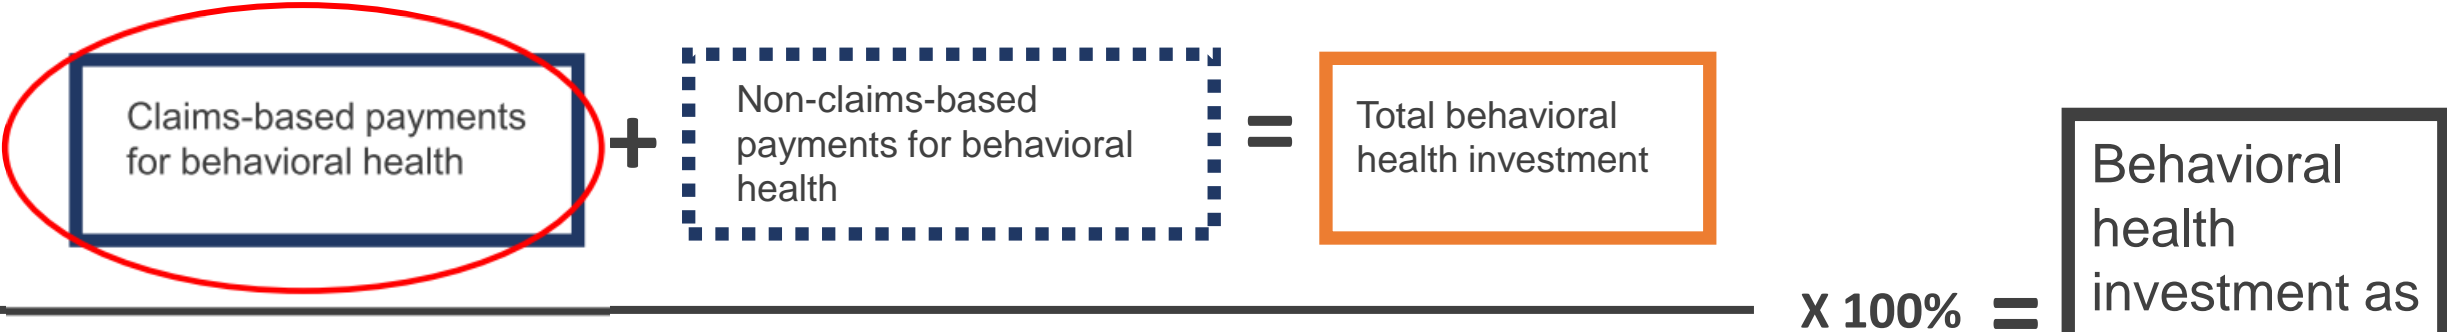 Claims-based payments
for behavioral health
+
Non-claims-based
payments for behavioral
health
=
Total behavioral
health investment
X 100% =
Behavioral
health
investment as